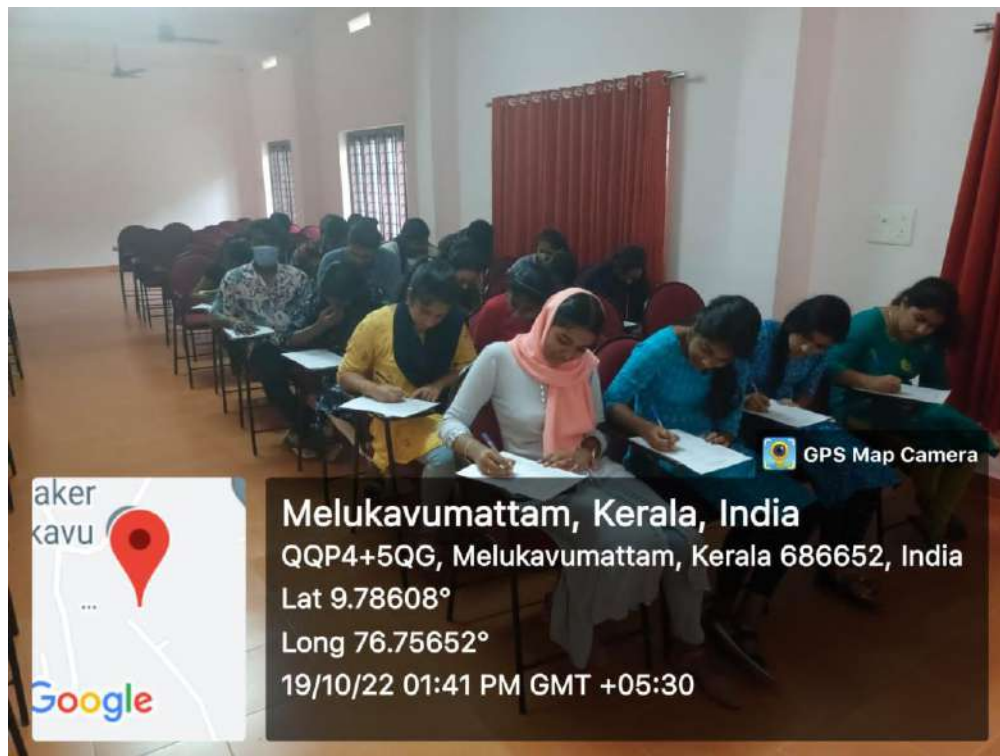 GPS Map Camera
aker
kavu
...
Google
Melukavumattam, Kerala, India
QQP4+5QG, Melukavumattam, Kerala 686652, India
Lat 9.78608°
Long 76.75652°
19/10/22 01:41 PM GMT +05:30